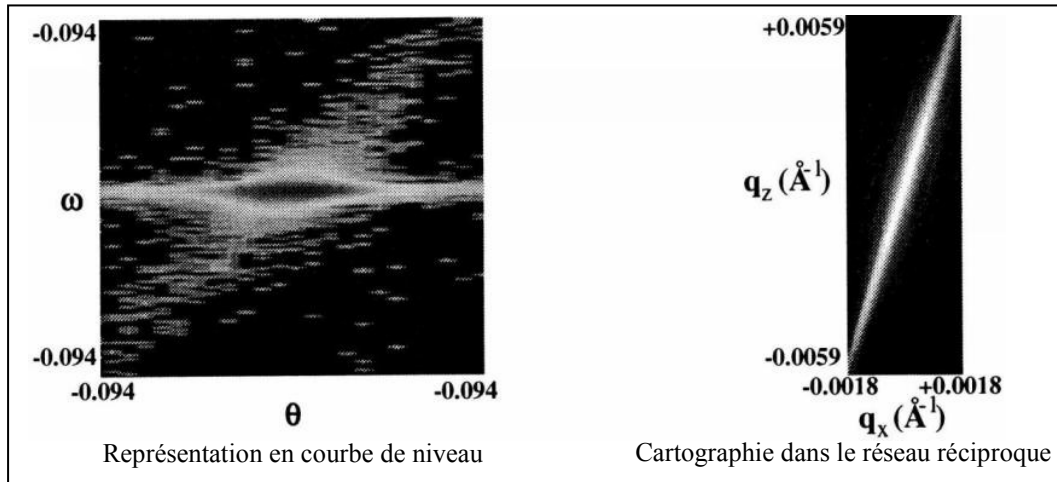 -0.094
ω
-0.094
-0.094
-0.094
θ
Représentation en courbe de niveau
+0.0059
q_z (Å⁻¹)
-0.0059
-0.0018
+0.0018
q_x (Å⁻¹)
Cartographie dans le réseau réciproque